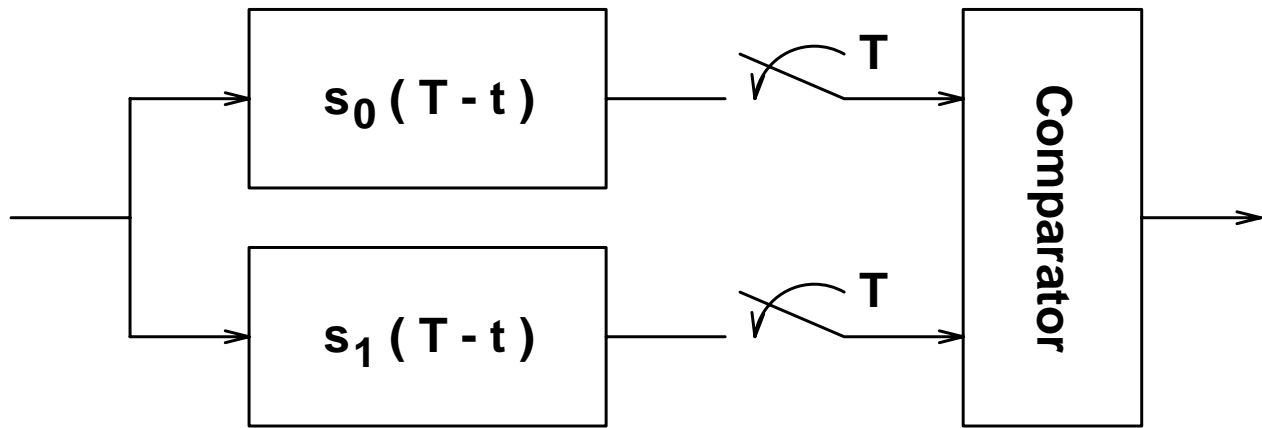 s₀ ( T - t )
T
s₁ ( T - t )
T
Comparator